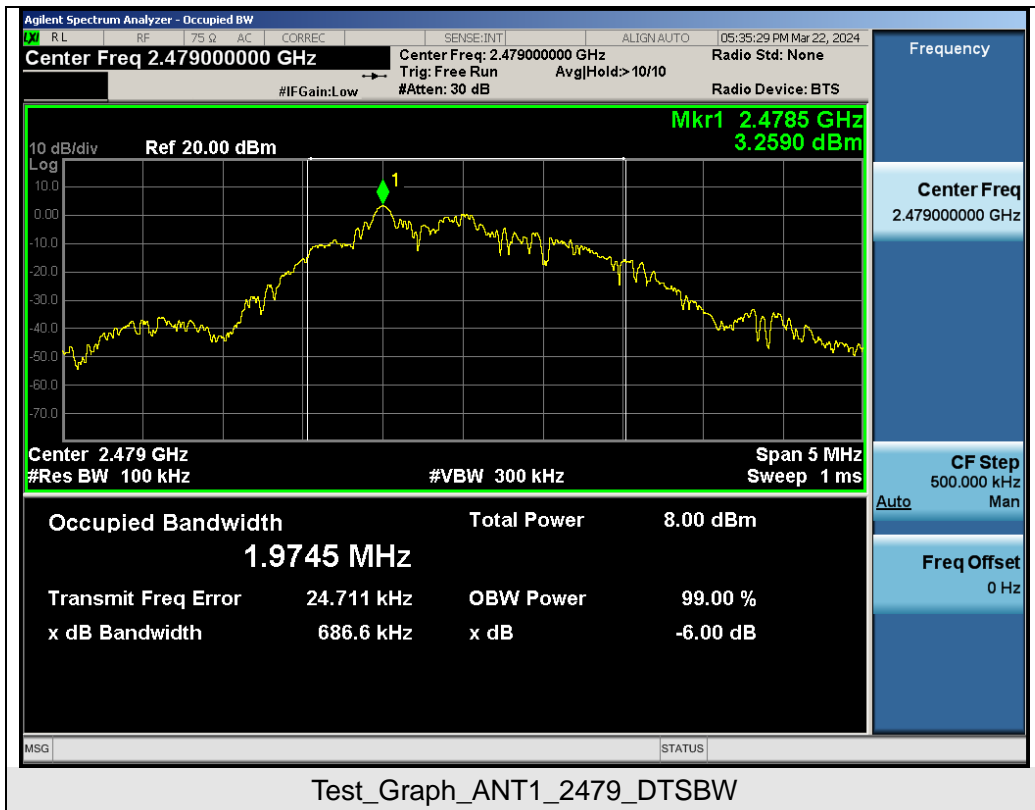 Agilent Spectrum Analyzer - Occupied BW
LXI RL RF 75 Ω AC CORREC SENSE:INT ALIGN AUTO 05:35:29 PM Mar 22, 2024
Center Freq 2.479000000 GHz Center Freq: 2.479000000 GHz Radio Std: None
Trig: Free Run Avg|Hold:>10/10
#IFGain:Low #Atten: 30 dB Radio Device: BTS
Mkr1 2.4785 GHz
3.2590 dBm
10 dB/div Ref 20.00 dBm
Log
10.0
0.00
-10.0
-20.0
-30.0
-40.0
-50.0
-60.0
-70.0
1
Center 2.479 GHz Span 5 MHz
#Res BW 100 kHz #VBW 300 kHz Sweep 1 ms
Occupied Bandwidth Total Power 8.00 dBm
1.9745 MHz
Transmit Freq Error 24.711 kHz OBW Power 99.00 %
x dB Bandwidth 686.6 kHz x dB -6.00 dB
Frequency
Center Freq
2.479000000 GHz
CF Step
500.000 kHz
Auto Man
Freq Offset
0 Hz
MSG STATUS
Test_Graph_ANT1_2479_DTSBW